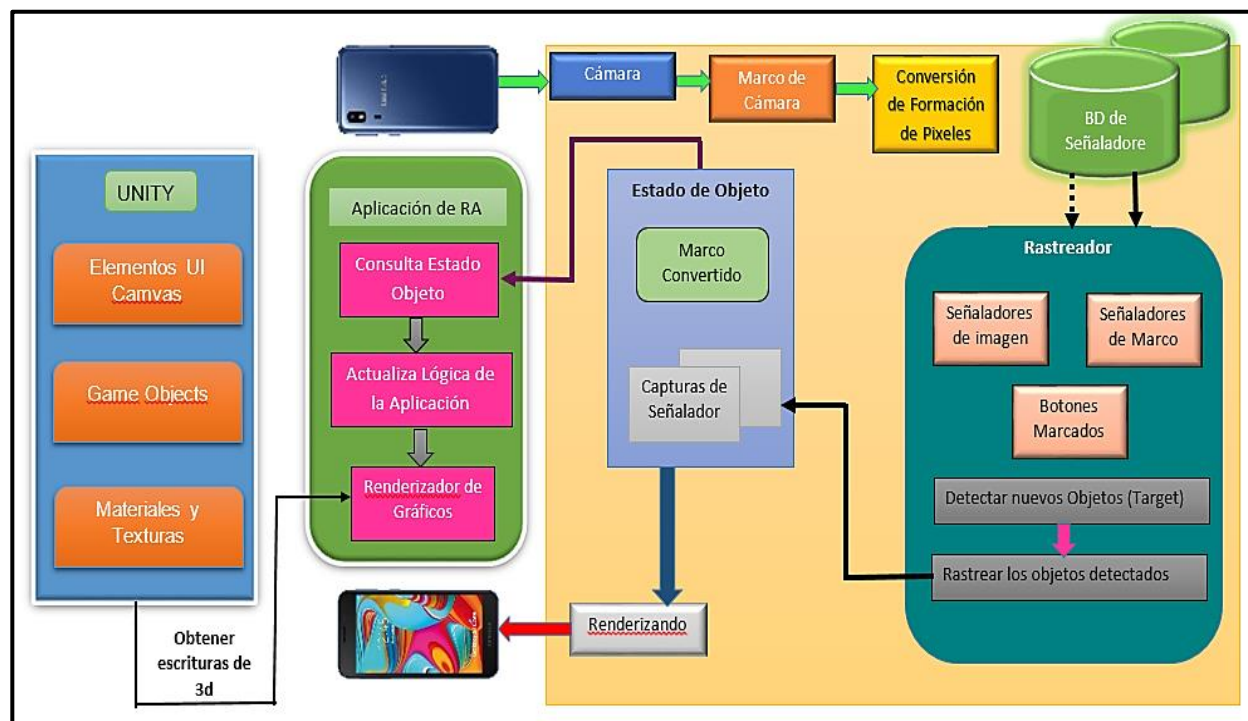 Cámara
Marco de
Cámara
Conversión
de Formación
de Pixeles
BD de
Señaladore
UNITY
Elementos UI
Camvas
Game Objects
Materiales y
Texturas
Obtener
escrituras de
3d
Aplicación de RA
Consulta Estado
Objeto
Actualiza Lógica de
la Aplicación
Renderizador de
Gráficos
Estado de Objeto
Marco
Convertido
Capturas de
Señalador
Renderizando
Rastreador
Señaladores
de imagen
Señaladores
de Marco
Botones
Marcados
Detectar nuevos Objetos (Target)
Rastrear los objetos detectados